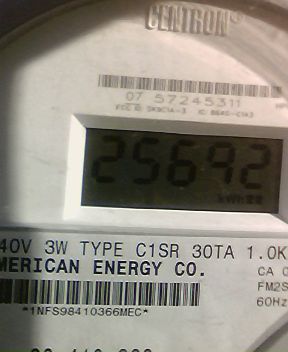 CENTRON®
07 57245311
25692
kWh
40V 3W TYPE C1SR 30TA 1.0K
MERICAN ENERGY CO.
CA 0
FM2S
60Hz
*1NFS98410366MEC*